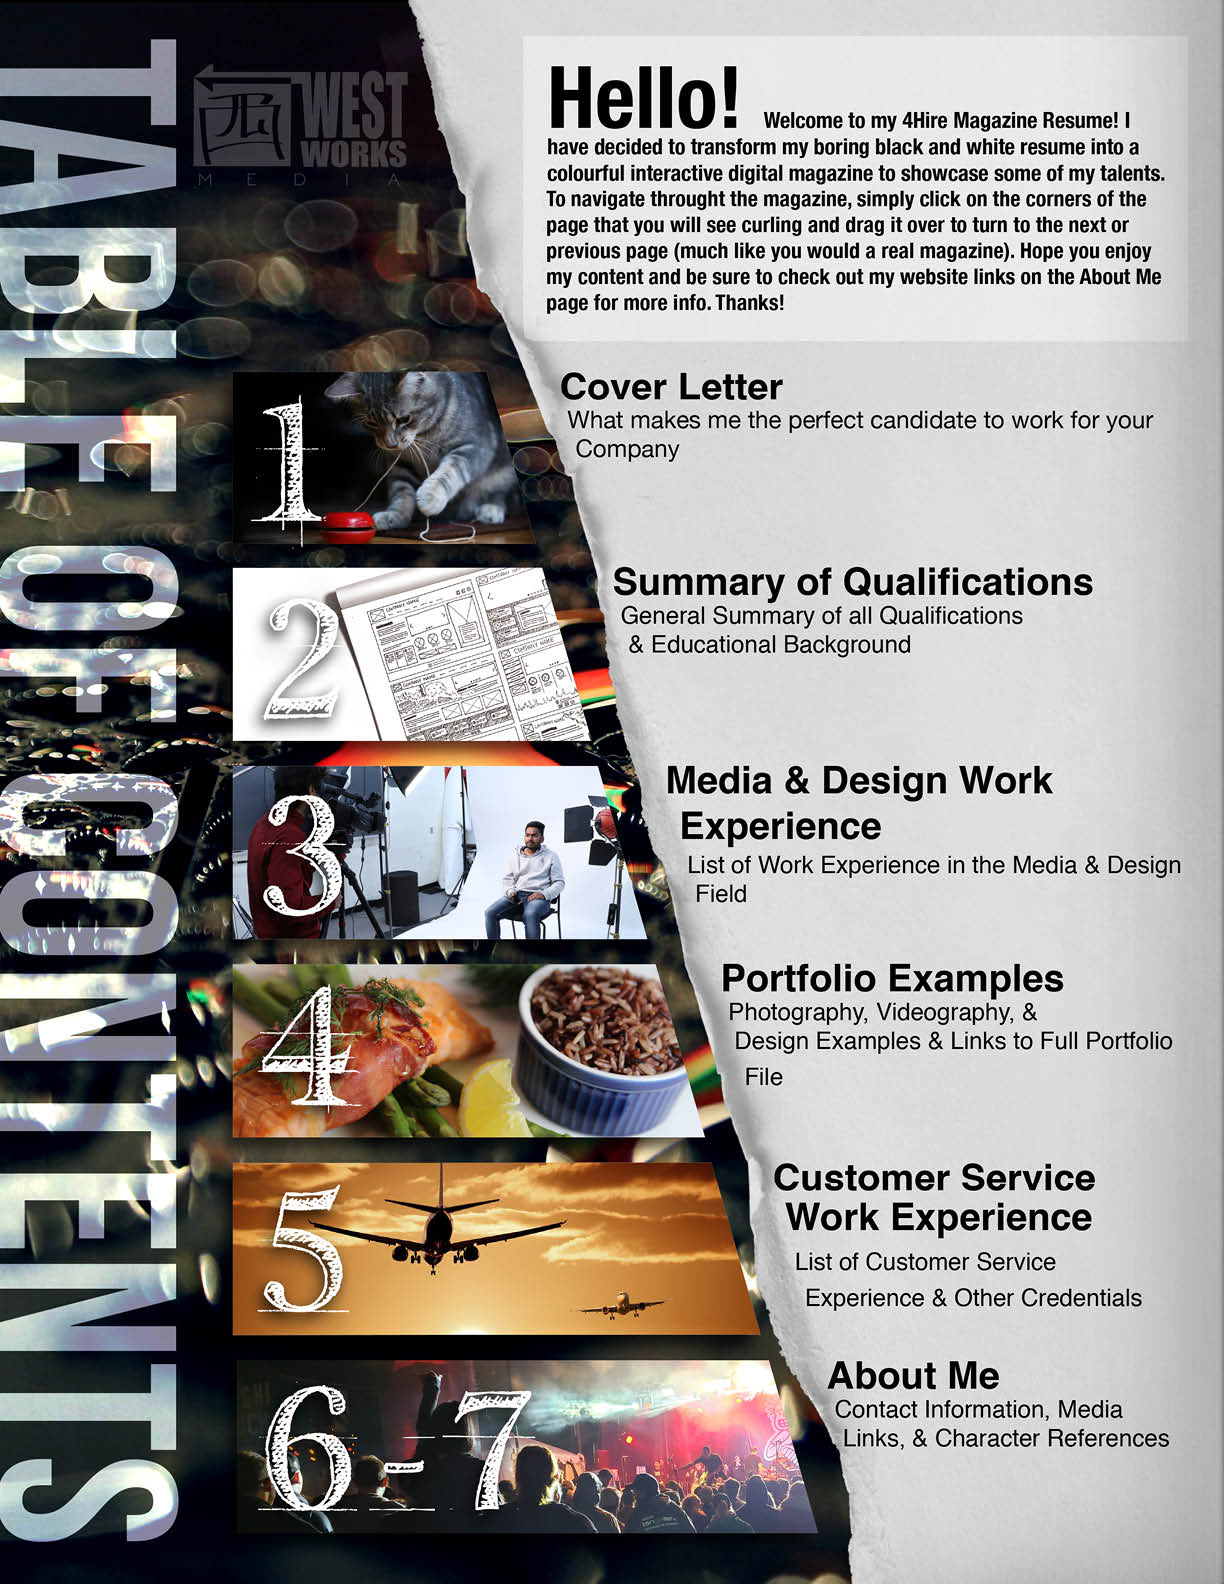 TABLE OF CONTENTS
WEST
WORKS
MEDIA
Hello! Welcome to my 4Hire Magazine Resume! I
have decided to transform my boring black and white resume into a
colourful interactive digital magazine to showcase some of my talents.
To navigate throught the magazine, simply click on the corners of the
page that you will see curling and drag it over to turn to the next or
previous page (much like you would a real magazine). Hope you enjoy
my content and be sure to check out my website links on the About Me
page for more info. Thanks!
1
Cover Letter
What makes me the perfect candidate to work for your
Company
2
COMPANY NAME
COMPANY NAME
COMPANY NAME
Summary of Qualifications
General Summary of all Qualifications
& Educational Background
3
Media & Design Work
Experience
List of Work Experience in the Media & Design
Field
4
Portfolio Examples
Photography, Videography, &
Design Examples & Links to Full Portfolio
File
5
Customer Service
Work Experience
List of Customer Service
Experience & Other Credentials
6-7
About Me
Contact Information, Media
Links, & Character References